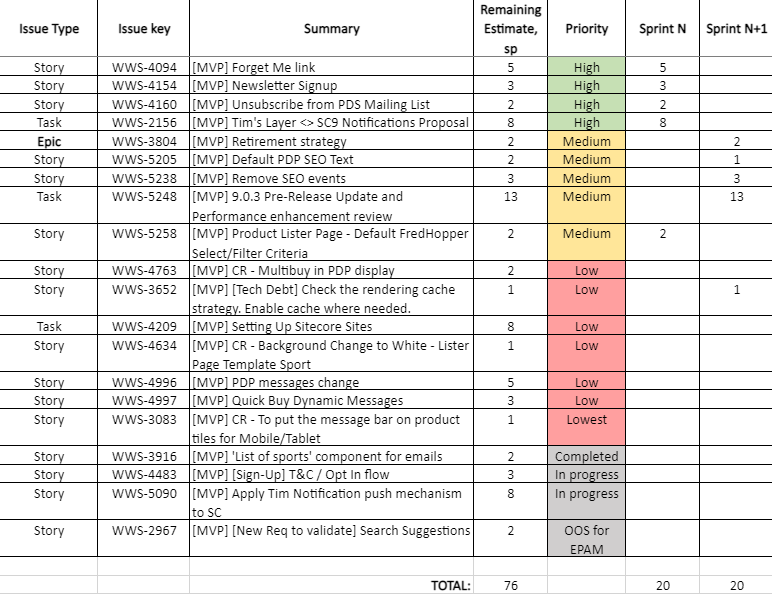 Issue Type Issue key Summary Remaining Estimate, sp Priority Sprint N Sprint N+1
Story WWS-4094 [MVP] Forget Me link 5 High 5
Story WWS-4154 [MVP] Newsletter Signup 3 High 3
Story WWS-4160 [MVP] Unsubscribe from PDS Mailing List 2 High 2
Task WWS-2156 [MVP] Tim's Layer <> SC9 Notifications Proposal 8 High 8
Epic WWS-3804 [MVP] Retirement strategy 2 Medium 2
Story WWS-5205 [MVP] Default PDP SEO Text 2 Medium 1
Story WWS-5238 [MVP] Remove SEO events 3 Medium 3
Task WWS-5248 [MVP] 9.0.3 Pre-Release Update and 13 Medium 13
Performance enhancement review
Story WWS-5258 [MVP] Product Lister Page - Default FredHopper 2 Medium 2
Select/Filter Criteria
Story WWS-4763 [MVP] CR - Multibuy in PDP display 2 Low
Story WWS-3652 [MVP] [Tech Debt] Check the rendering cache 1 Low 1
strategy. Enable cache where needed.
Task WWS-4209 [MVP] Setting Up Sitecore Sites 8 Low
Story WWS-4634 [MVP] CR - Background Change to White - Lister 1 Low
Page Template Sport
Story WWS-4996 [MVP] PDP messages change 5 Low
Story WWS-4997 [MVP] Quick Buy Dynamic Messages 3 Low
Story WWS-3083 [MVP] CR - To put the message bar on product 1 Lowest
tiles for Mobile/Tablet
Story WWS-3916 [MVP] 'List of sports' component for emails 2 Completed
Story WWS-4483 [MVP] [Sign-Up] T&C / Opt In flow 3 In progress
Story WWS-5090 [MVP] Apply Tim Notification push mechanism 8 In progress
to SC
Story WWS-2967 [MVP] [New Req to validate] Search Suggestions 2 OOS for
EPAM
TOTAL: 76 20 20